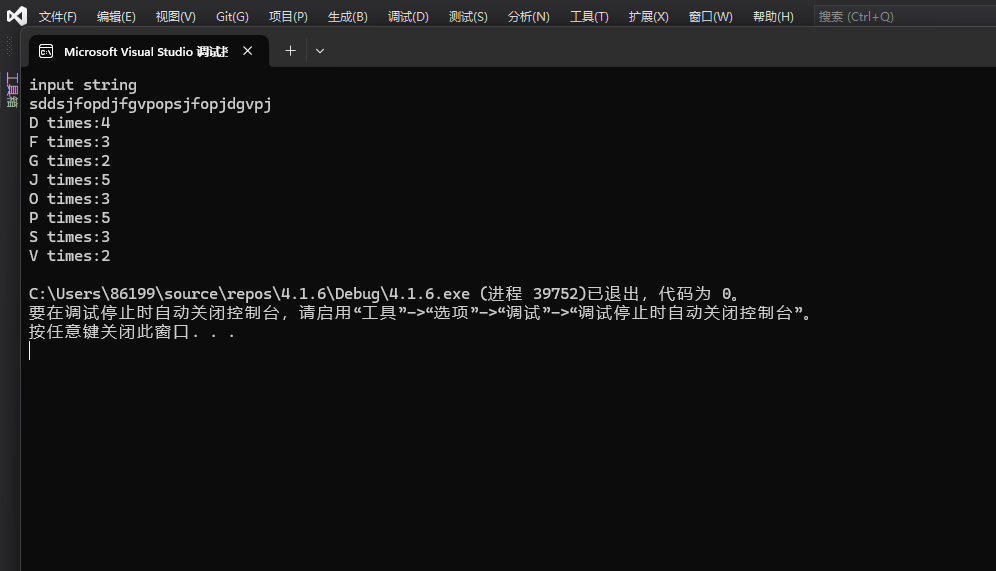 文件(F) 编辑(E) 视图(V) Git(G) 项目(P) 生成(B) 调试(D) 测试(S) 分析(N) 工具(T) 扩展(X) 窗口(W) 帮助(H) 搜索 (Ctrl+Q)
Microsoft Visual Studio 调试
工具箱
input string
sddsjfopdjfgvpopsjfopjdgvpj
D times:4
F times:3
G times:2
J times:5
O times:3
P times:5
S times:3
V times:2
C:\Users\86199\source\repos\4.1.6\Debug\4.1.6.exe (进程 39752)已退出，代码为 0。
要在调试停止时自动关闭控制台，请启用“工具”->“选项”->“调试”->“调试停止时自动关闭控制台”。
按任意键关闭此窗口. . .